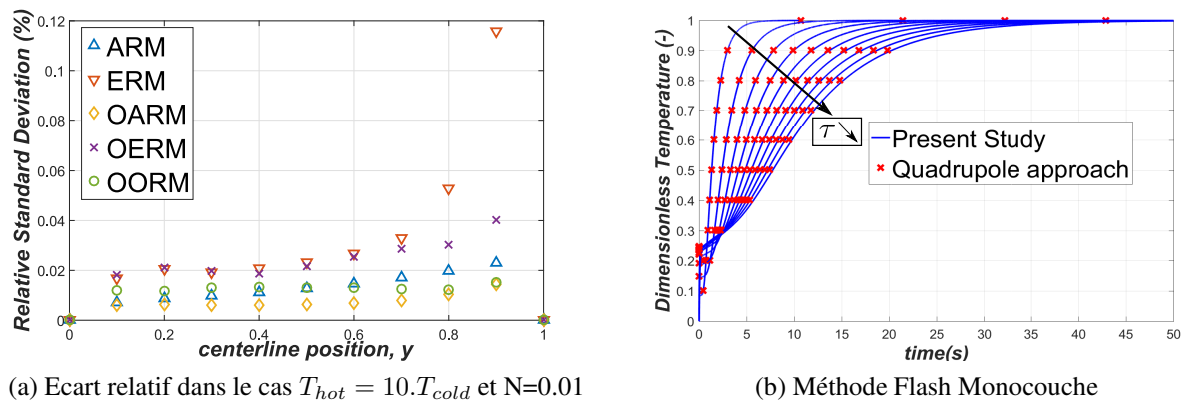 Relative Standard Deviation (%)
0.12
0.1
0.08
0.06
0.04
0.02
0
ARM
ERM
OARM
OERM
OORM
0 0.2 0.4 0.6 0.8 1
centerline position, y
(a) Ecart relatif dans le cas T_hot = 10.T_cold et N=0.01
Dimensionless Temperature (-)
1
0.9
0.8
0.7
0.6
0.5
0.4
0.3
0.2
0.1
0
τ ↘
Present Study
Quadrupole approach
0 5 10 15 20 25 30 35 40 45 50
time(s)
(b) Méthode Flash Monocouche